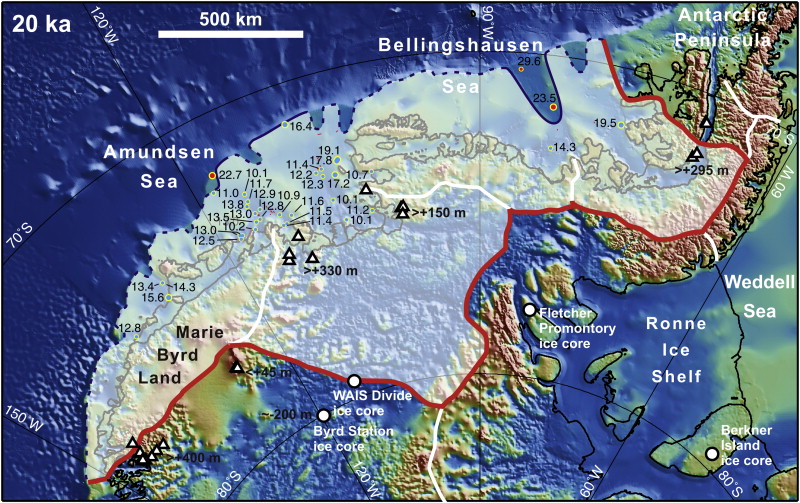 20 ka
500 km
120°W
90°W
Antarctic
Peninsula
Bellingshausen
Sea
29.6
23.5
19.5
14.3
>+295 m
60°W
16.4
Amundsen
Sea
22.7
19.1
17.8
11.4
12.2
12.3
17.2
10.7
10.1
11.7
11.0
12.9
10.9
13.8
12.8
11.6
10.1
13.5
13.0
11.5
11.2
13.0
10.2
11.4
10.1
12.5
>+150 m
>+330 m
70°S
13.4
14.3
15.6
12.8
Marie
Byrd
Land
<+45 m
Weddell
Sea
Fletcher
Promontory
ice core
Ronne
Ice
Shelf
WAIS Divide
ice core
~-200 m
Byrd Station
ice core
Berkner
Island
ice core
150°W
>+400 m
80°S
120°W
60°W
80°S